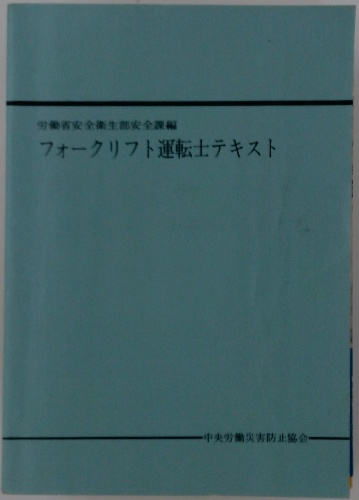 労働省安全衛生部安全課編
フォークリフト運転士テキスト
中央労働災害防止協会